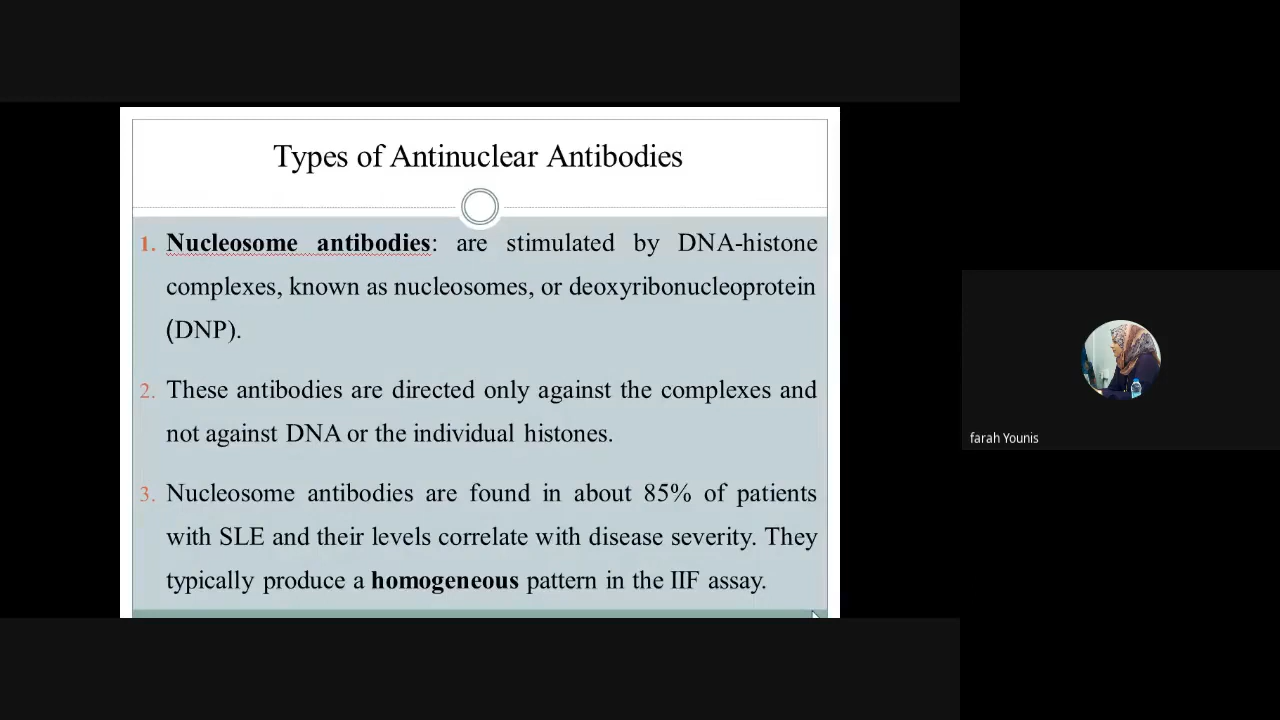 Types of Antinuclear Antibodies
1. Nucleosome antibodies: are stimulated by DNA-histone
complexes, known as nucleosomes, or deoxyribonucleoprotein
(DNP).
2. These antibodies are directed only against the complexes and
not against DNA or the individual histones.
3. Nucleosome antibodies are found in about 85% of patients
with SLE and their levels correlate with disease severity. They
typically produce a homogeneous pattern in the IIF assay.
farah Younis